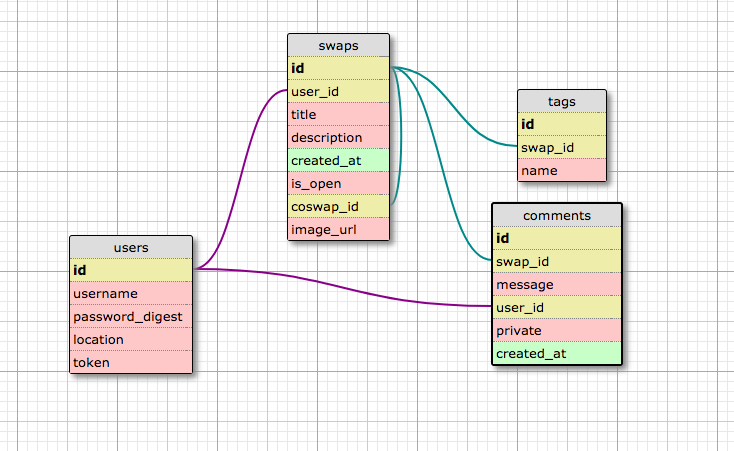 swaps
id
user_id
title
description
created_at
is_open
coswap_id
image_url
tags
id
swap_id
name
comments
id
swap_id
message
user_id
private
created_at
users
id
username
password_digest
location
token